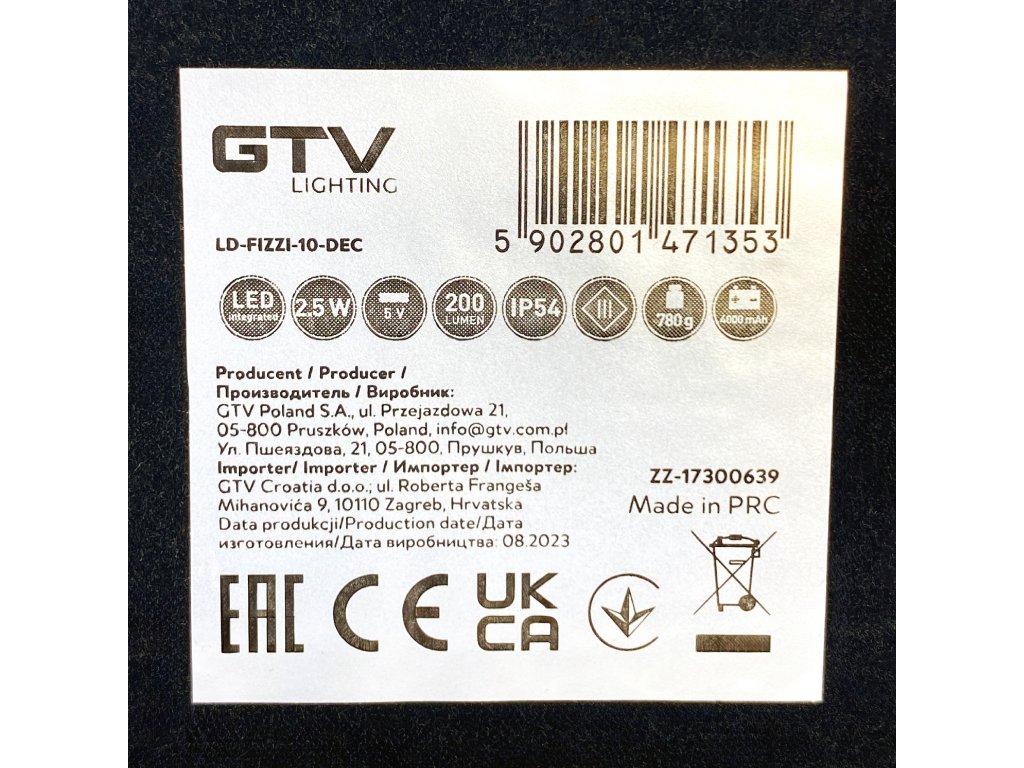 GTV
LIGHTING
5 902801 471353
LD-FIZZI-10-DEC
LED
integrated
2.5 W
5 V
200
LUMEN
IP54
III
780g
4000 mAh
Producent / Producer /
Производитель / Виробник:
GTV Poland S.A., ul. Przejazdowa 21,
05-800 Pruszków, Poland, info@gtv.com.pl
Ул. Пшеяздова, 21, 05-800, Прушкув, Польша
Importer/ Importer / Импортер / Імпортер:
GTV Croatia d.o.o.; ul. Roberta Frangeša
Mihanovića 9, 10110 Zagreb, Hrvatska
Data produkcji/Production date/Дата
изготовления/Дата виробництва: 08.2023
ZZ-17300639
Made in PRC
EAC
CE
UK
CA